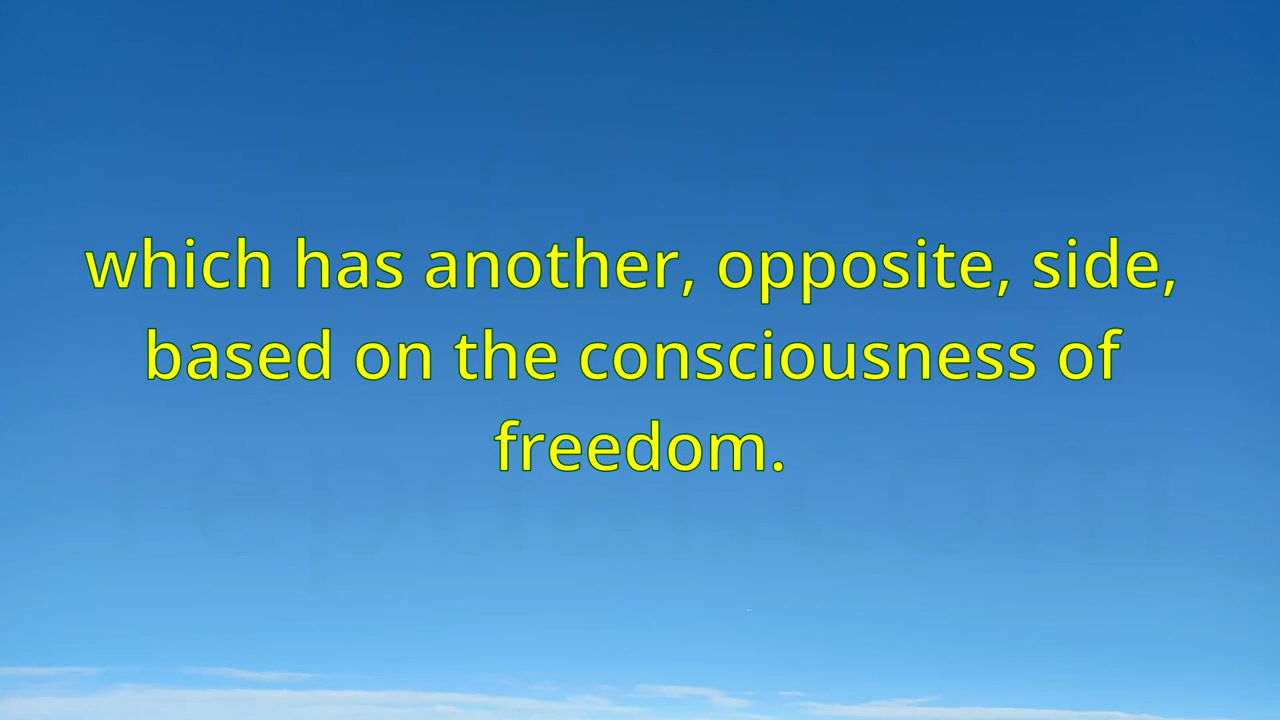 which has another, opposite, side,
based on the consciousness of
freedom.